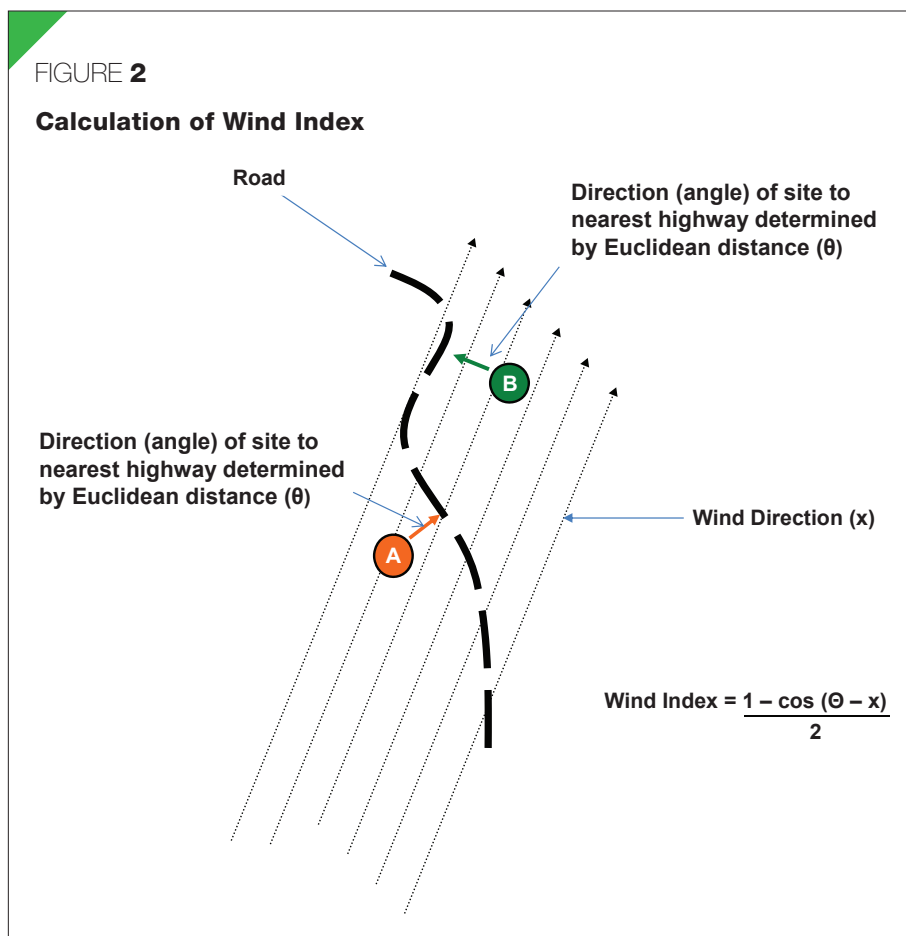 FIGURE 2
Calculation of Wind Index
Road
Direction (angle) of site to
nearest highway determined
by Euclidean distance (θ)
B
Direction (angle) of site to
nearest highway determined
by Euclidean distance (θ)
A
Wind Direction (x)
Wind Index = 1 – cos (Θ – x)
2